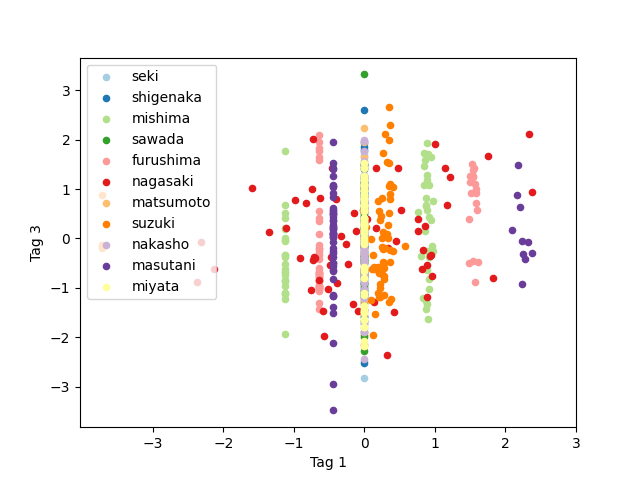 seki
shigenaka
mishima
sawada
furushima
nagasaki
matsumoto
suzuki
nakasho
masutani
miyata
Tag 3
3
2
1
0
−1
−2
−3
−3
−2
−1
0
1
2
3
Tag 1